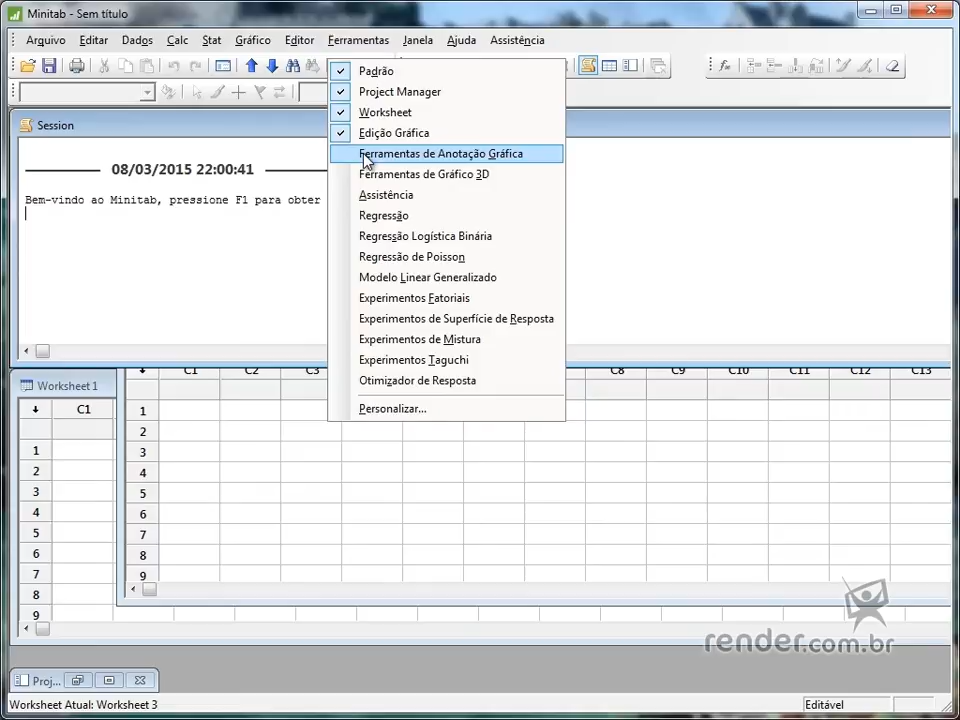 Minitab - Sem título
Arquivo Editar Dados Calc Stat Gráfico Editor Ferramentas Janela Ajuda Assistência
Padrão
Project Manager
Worksheet
Edição Gráfica
Ferramentas de Anotação Gráfica
Ferramentas de Gráfico 3D
Assistência
Regressão
Regressão Logística Binária
Regressão de Poisson
Modelo Linear Generalizado
Experimentos Fatoriais
Experimentos de Superfície de Resposta
Experimentos de Mistura
Experimentos Taguchi
Otimizador de Resposta
Personalizar...
Session
08/03/2015 22:00:41
Bem-vindo ao Minitab, pressione F1 para obter
C1 C2 C3 C8 C9 C10 C11 C12 C13
1
2
3
4
5
6
7
8
9
Worksheet 1
C1
1
2
3
4
5
6
7
8
9
render.com.br
Proj...
Worksheet Atual: Worksheet 3
Editável